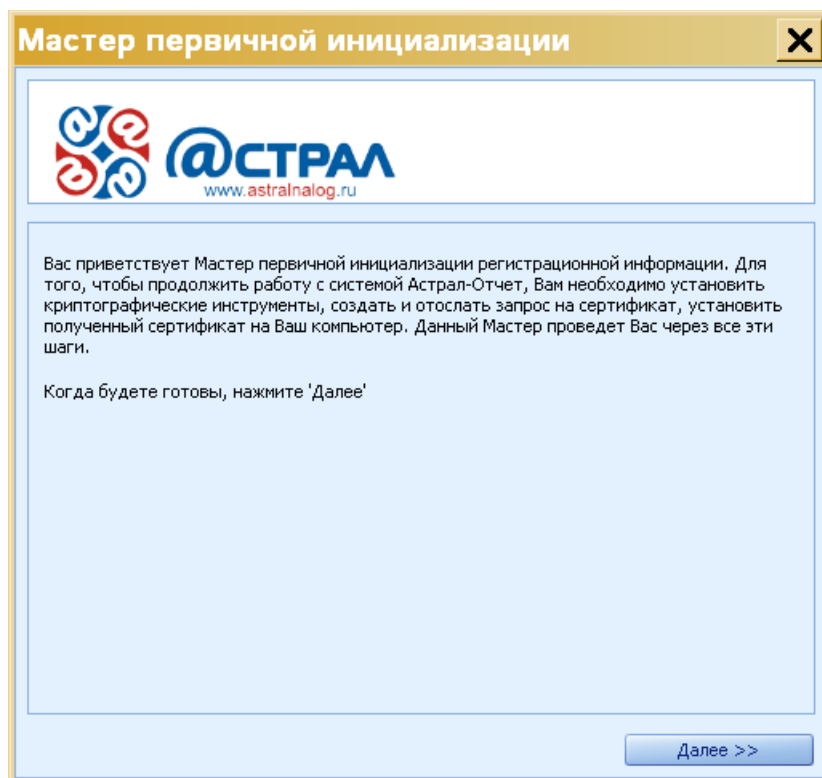 Мастер первичной инициализации
@СТРАЛ
www.astralnalog.ru
Вас приветствует Мастер первичной инициализации регистрационной информации. Для
того, чтобы продолжить работу с системой Астрал-Отчет, Вам необходимо установить
криптографические инструменты, создать и отослать запрос на сертификат, установить
полученный сертификат на Ваш компьютер. Данный Мастер проведет Вас через все эти
шаги.
Когда будете готовы, нажмите 'Далее'
Далее >>